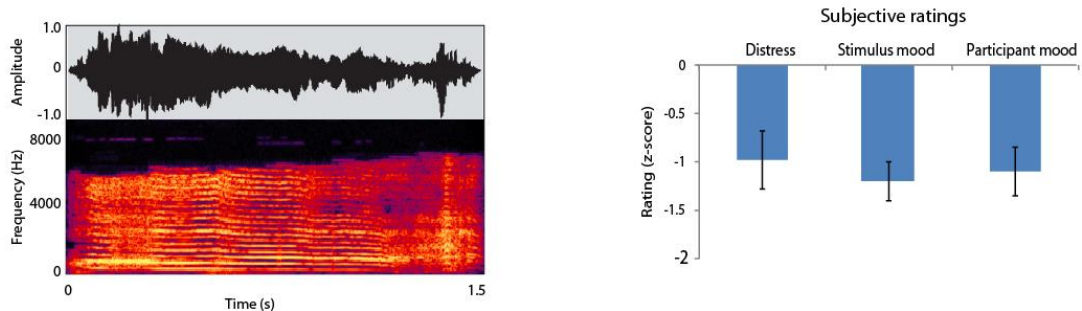 1.0
Amplitude
0
-1.0
8000
Frequency (Hz)
4000
0
0
1.5
Time (s)
Subjective ratings
Distress
Stimulus mood
Participant mood
0
-0.5
-1
-1.5
-2
Rating (z-score)